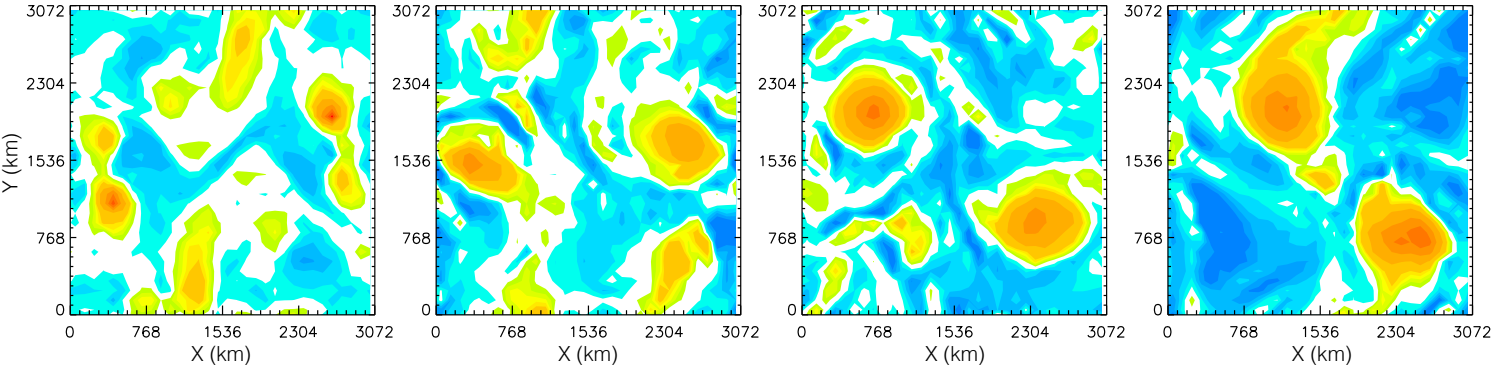 3072 3072 3072 3072
2304 2304 2304 2304
1536 1536 1536 1536
768 768 768 768
0 0 0 0
Y (km)
0 768 1536 2304 3072 0 768 1536 2304 3072 0 768 1536 2304 3072 0 768 1536 2304 3072
X (km) X (km) X (km) X (km)